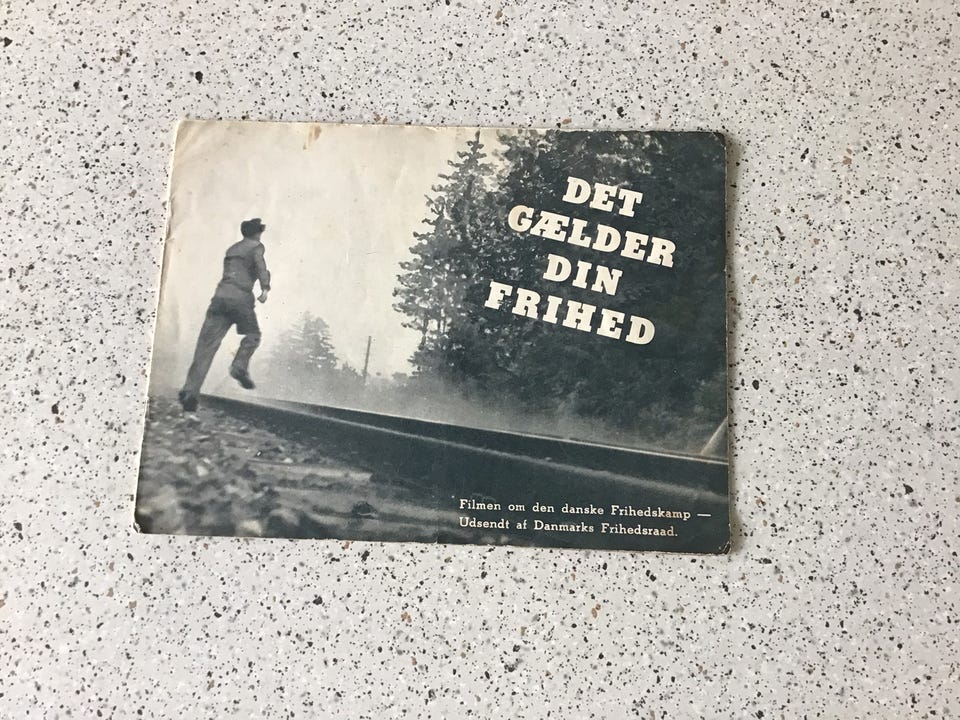 DET
GÆLDER
DIN
FRIHED
Filmen om den danske Frihedskamp —
Udsendt af Danmarks Frihedsraad.